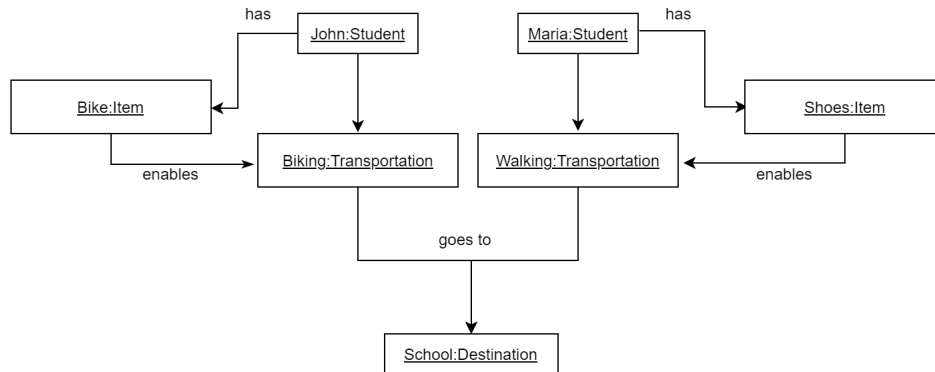 has
has
John:Student
Maria:Student
Bike:Item
Shoes:Item
Biking:Transportation
Walking:Transportation
enables
enables
goes to
School:Destination